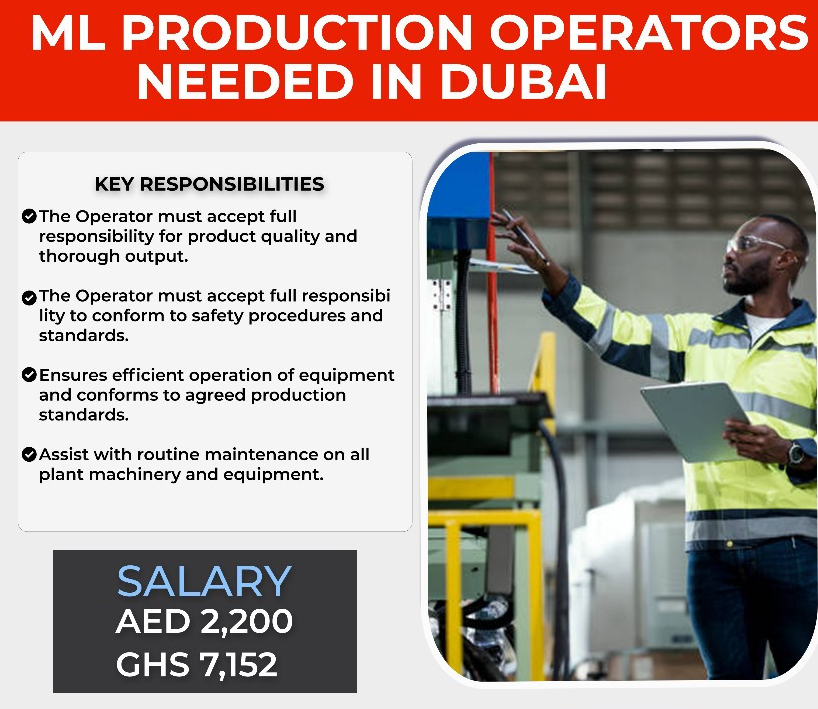 ML PRODUCTION OPERATORS
NEEDED IN DUBAI
KEY RESPONSIBILITIES
The Operator must accept full
responsibility for product quality and
thorough output.
The Operator must accept full responsibi
lity to conform to safety procedures and
standards.
Ensures efficient operation of equipment
and conforms to agreed production
standards.
Assist with routine maintenance on all
plant machinery and equipment.
SALARY
AED 2,200
GHS 7,152